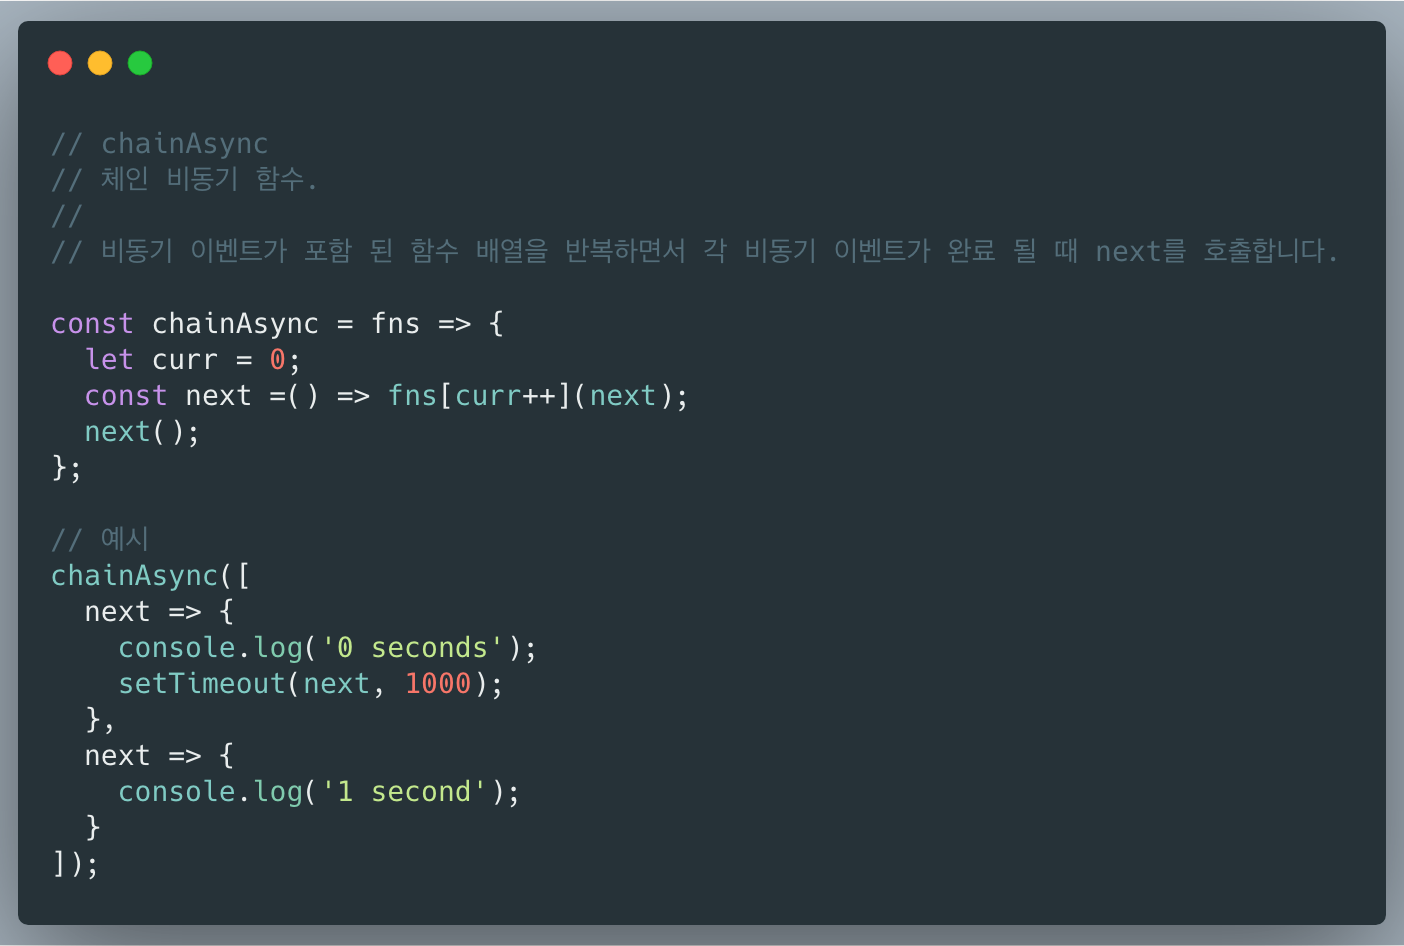 // chainAsync
// 체인 비동기 함수.
//
// 비동기 이벤트가 포함 된 함수 배열을 반복하면서 각 비동기 이벤트가 완료 될 때 next를 호출합니다.
const chainAsync = fns => {
  let curr = 0;
  const next =() => fns[curr++](next);
  next();
};
// 예시
chainAsync([
  next => {
    console.log('0 seconds');
    setTimeout(next, 1000);
  },
  next => {
    console.log('1 second');
  }
]);